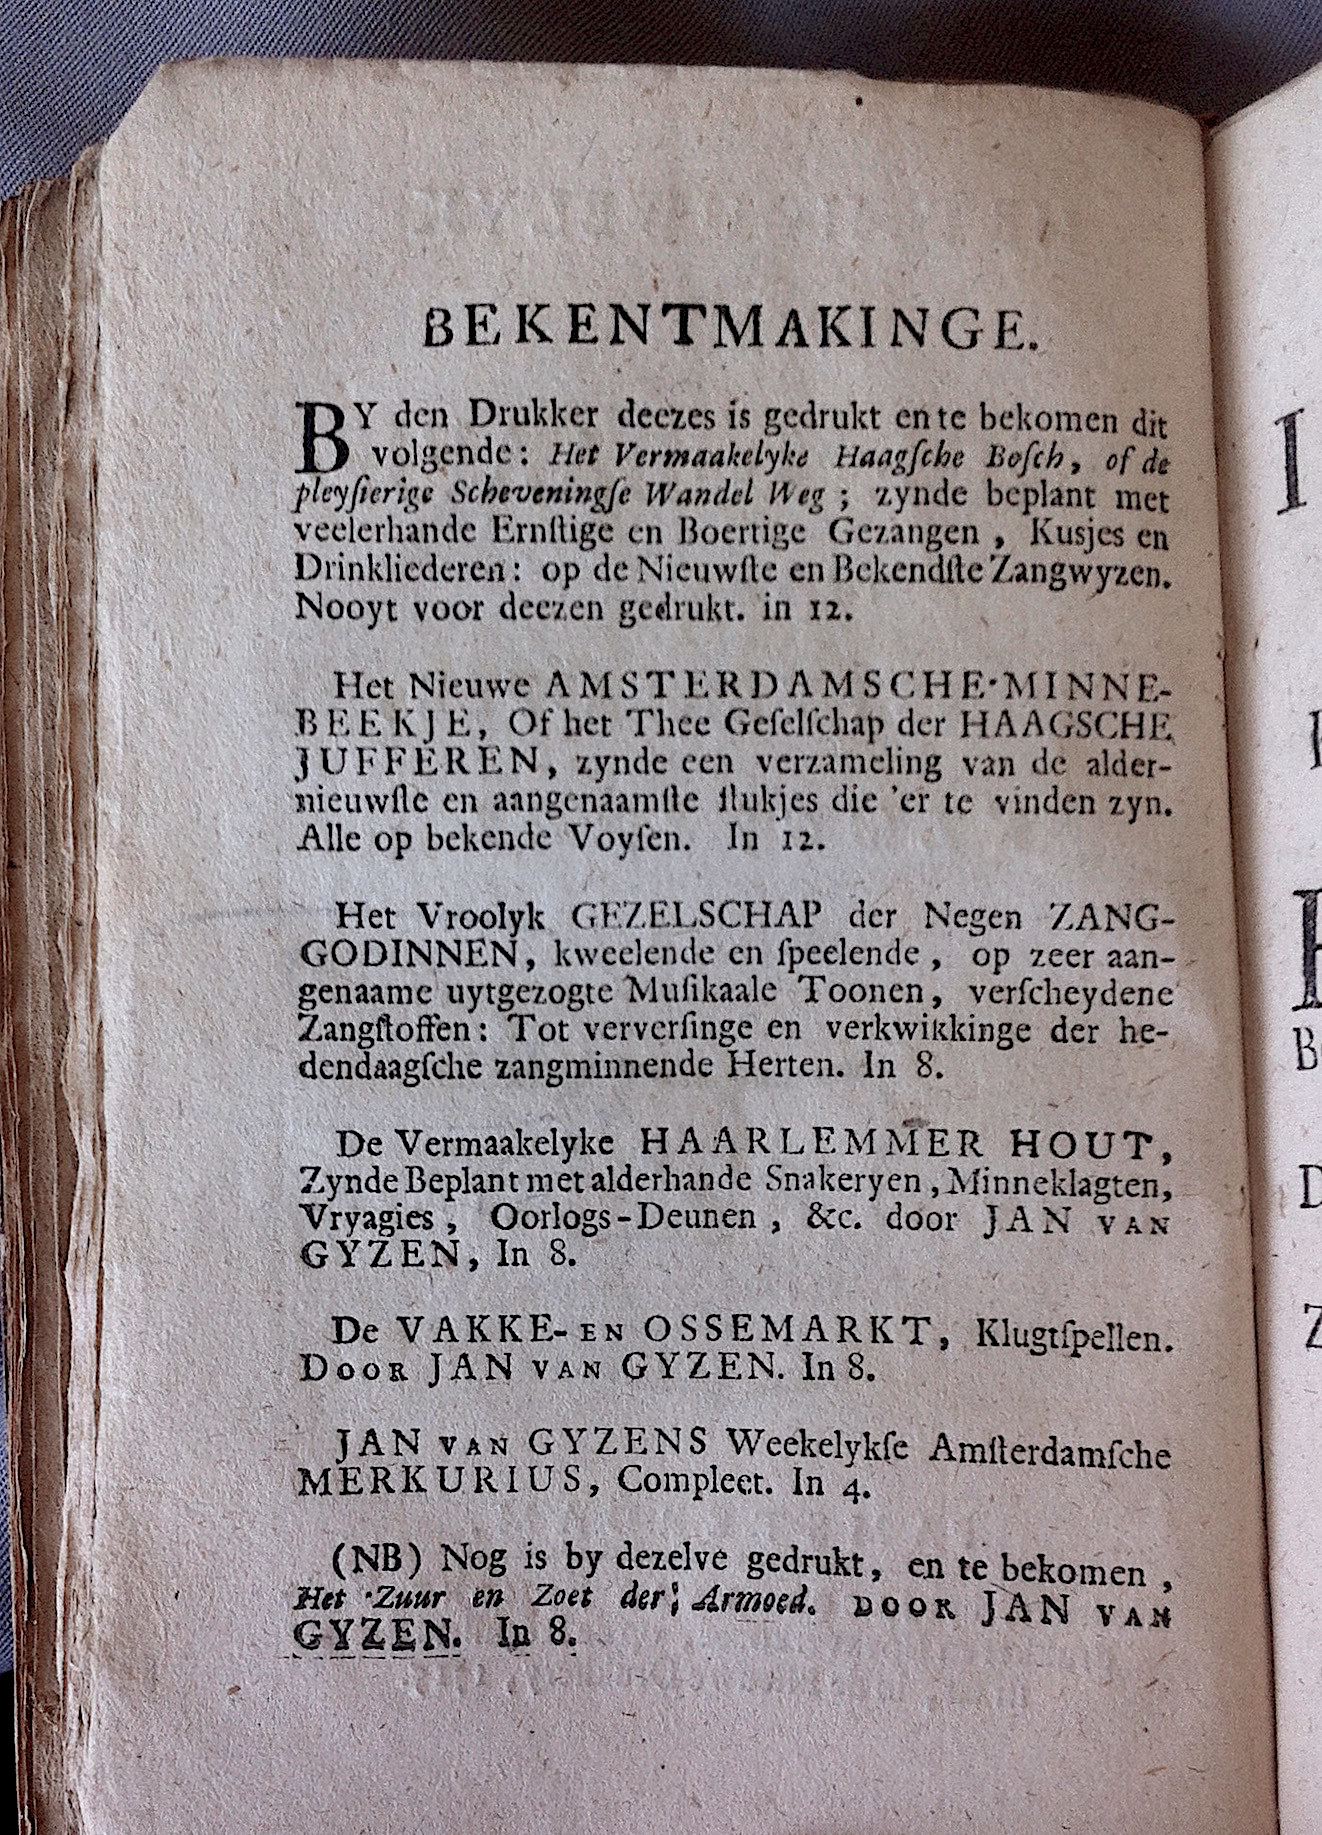 BEKENTMAKINGE.
BY den Drukker deezes is gedrukt en te bekomen dit
volgende: Het Vermaakelyke Haagſche Boſch, of de
pleyſierige Scheveningſe Wandel Weg; zynde beplant met
veelerhande Ernſtige en Boertige Gezangen, Kusjes en
Drinkliederen: op de Nieuwſte en Bekendſte Zangwyzen.
Nooyt voor deezen gedrukt. in 12.
Het Nieuwe AMSTERDAMSCHE-MINNE-
BEEKJE, Of het Thee Geſelſchap der HAAGSCHE
JUFFEREN, zynde een verzameling van de alder-
nieuwſte en aangenaamſte ſtukjes die 'er te vinden zyn.
Alle op bekende Voyſen. In 12.
Het Vroolyk GEZELSCHAP der Negen ZANG-
GODINNEN, kweelende en ſpeelende, op zeer aan-
genaame uytgezogte Muſikaale Toonen, verſcheydene
Zangſtoffen: Tot ververſinge en verkwikkinge der he-
dendaagſche zangminnende Herten. In 8.
De Vermaakelyke HAARLEMMER HOUT,
Zynde Beplant met alderhande Snakeryen, Minneklagten,
Vryagies, Oorlogs-Deunen, &c. door JAN VAN
GYZEN, In 8.
De VAKKE- EN OSSEMARKT, Klugtſpellen.
DOOR JAN VAN GYZEN. In 8.
JAN VAN GYZENS Weekelykſe Amſterdamſche
MERKURIUS, Compleet. In 4.
(NB) Nog is by dezelve gedrukt, en te bekomen,
Het Zuur en Zoet der Armoed. DOOR JAN VAN
GYZEN. In 8.